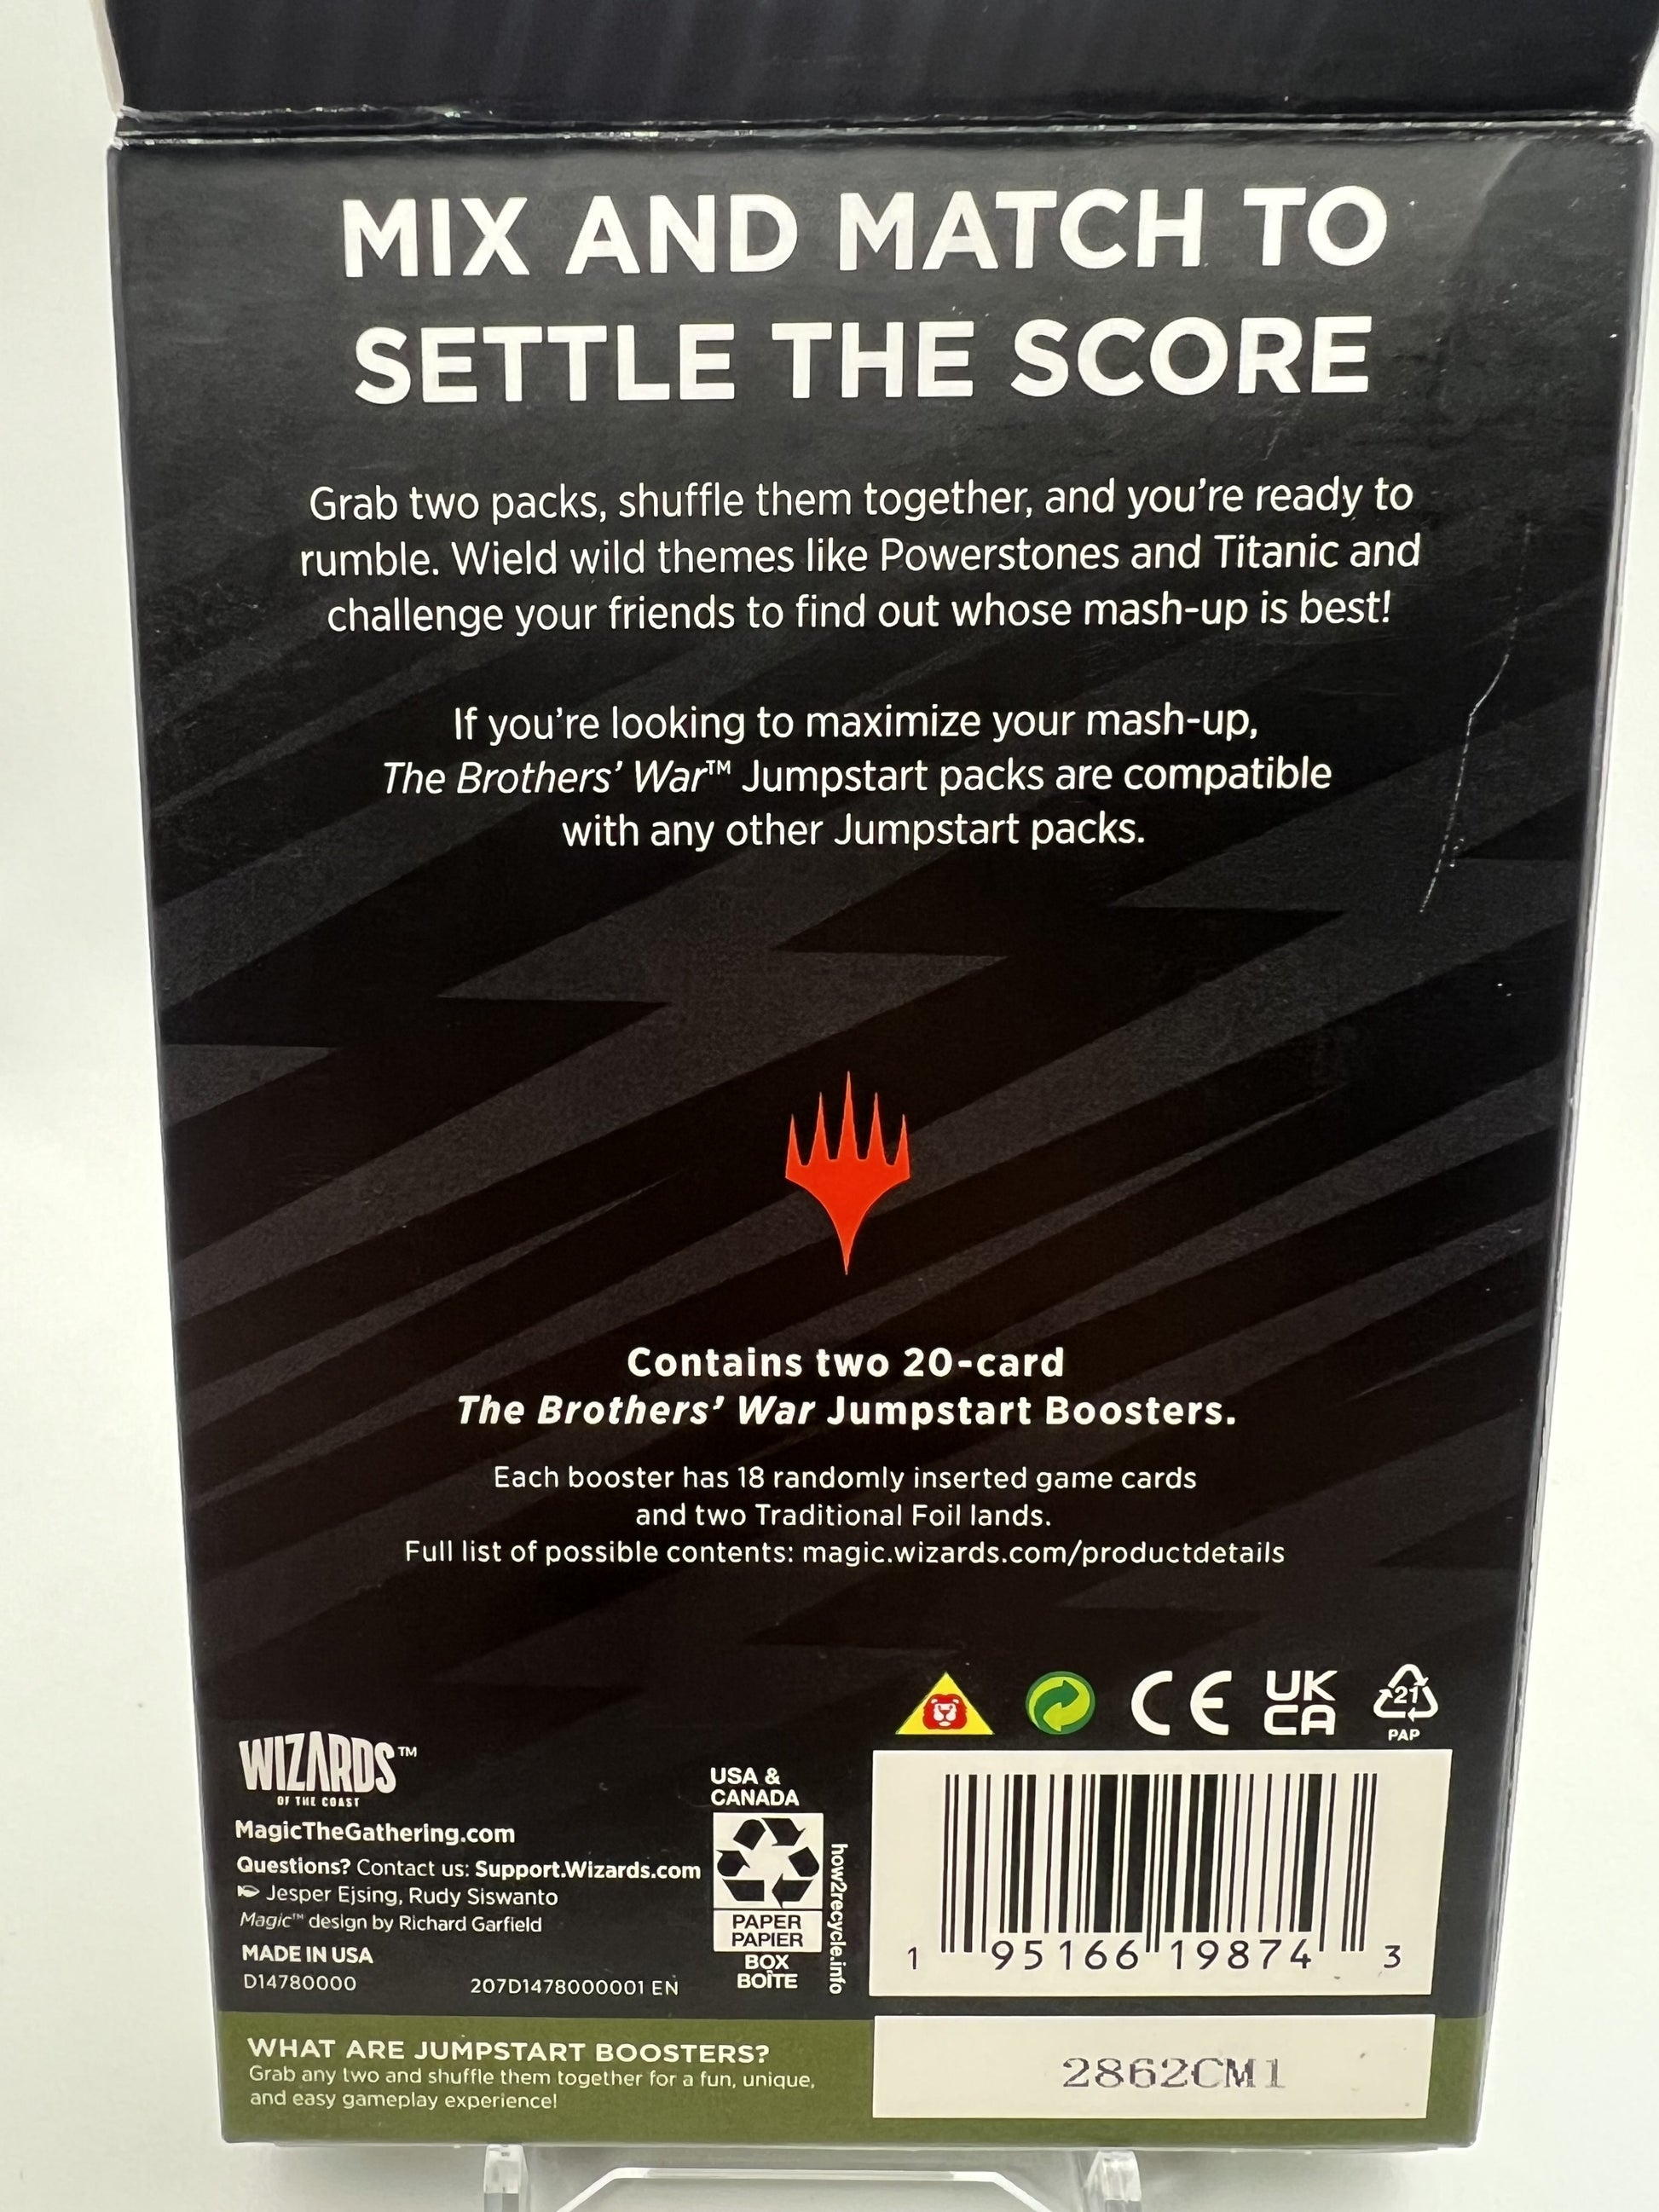 MIX AND MATCH TO
SETTLE THE SCORE
Grab two packs, shuffle them together, and you're ready to
rumble. Wield wild themes like Powerstones and Titanic and
challenge your friends to find out whose mash-up is best!
If you're looking to maximize your mash-up,
The Brothers' War™ Jumpstart packs are compatible
with any other Jumpstart packs.
Contains two 20-card
The Brothers' War Jumpstart Boosters.
Each booster has 18 randomly inserted game cards
and two Traditional Foil lands.
Full list of possible contents: magic.wizards.com/productdetails
CE
UK
CA
21
PAP
WIZARDS™
OF THE COAST
MagicTheGathering.com
Questions? Contact us: Support.Wizards.com
Jesper Ejsing, Rudy Siswanto
Magic™ design by Richard Garfield
MADE IN USA
D14780000
207D1478000001 EN
USA &
CANADA
PAPER
PAPIER
BOX
BOÎTE
how2recycle.info
1 95166 19874 3
WHAT ARE JUMPSTART BOOSTERS?
Grab any two and shuffle them together for a fun, unique,
and easy gameplay experience!
2862CM1